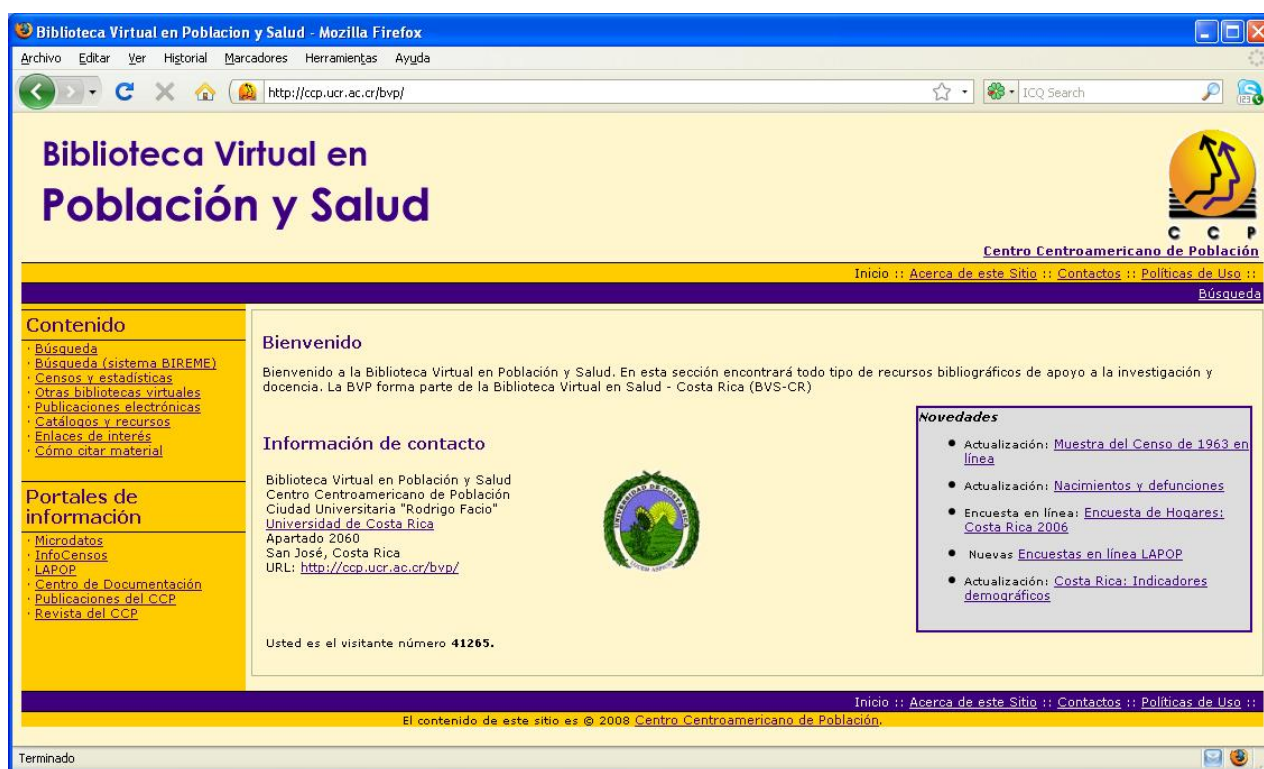 Biblioteca Virtual en Poblacion y Salud - Mozilla Firefox
Archivo Editar Ver Historial Marcadores Herramientas Ayuda
http://ccp.ucr.ac.cr/bvp/
ICQ Search
Biblioteca Virtual en
Población y Salud
C C P
Centro Centroamericano de Población
Inicio :: Acerca de este Sitio :: Contactos :: Políticas de Uso ::
Búsqueda
Contenido
· Búsqueda
· Búsqueda (sistema BIREME)
· Censos y estadísticas
· Otras bibliotecas virtuales
· Publicaciones electrónicas
· Catálogos y recursos
· Enlaces de interés
· Cómo citar material
Portales de
información
· Microdatos
· InfoCensos
· LAPOP
· Centro de Documentación
· Publicaciones del CCP
· Revista del CCP
Bienvenido
Bienvenido a la Biblioteca Virtual en Población y Salud. En esta sección encontrará todo tipo de recursos bibliográficos de apoyo a la investigación y
docencia. La BVP forma parte de la Biblioteca Virtual en Salud - Costa Rica (BVS-CR)
Información de contacto
Biblioteca Virtual en Población y Salud
Centro Centroamericano de Población
Ciudad Universitaria "Rodrigo Facio"
Universidad de Costa Rica
Apartado 2060
San José, Costa Rica
URL: http://ccp.ucr.ac.cr/bvp/
UNIVERSIDAD DE COSTA RICA
LUCEM ASPICIO
Usted es el visitante número 41265.
Novedades
• Actualización: Muestra del Censo de 1963 en
línea
• Actualización: Nacimientos y defunciones
• Encuesta en línea: Encuesta de Hogares:
Costa Rica 2006
• Nuevas Encuestas en línea LAPOP
• Actualización: Costa Rica: Indicadores
demográficos
Inicio :: Acerca de este Sitio :: Contactos :: Políticas de Uso ::
El contenido de este sitio es © 2008 Centro Centroamericano de Población.
Terminado